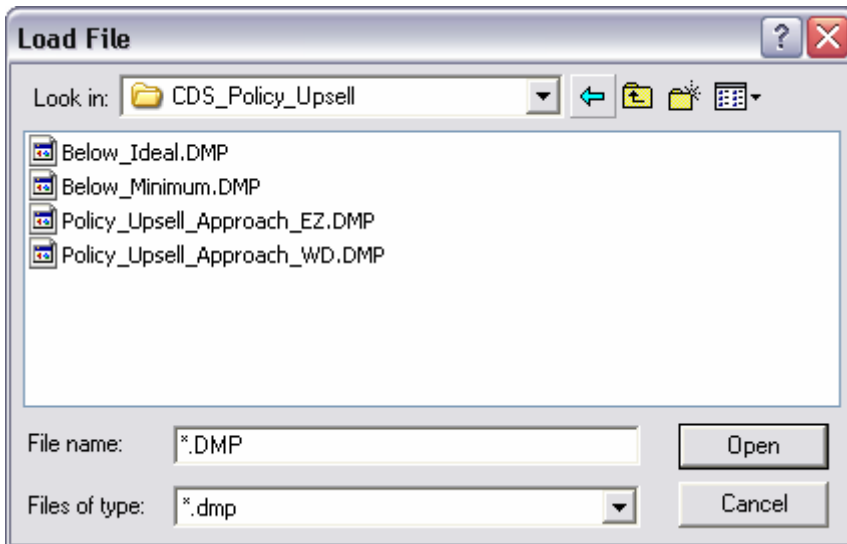 Load File
Look in: CDS_Policy_Upsell
Below_Ideal.DMP
Below_Minimum.DMP
Policy_Upsell_Approach_EZ.DMP
Policy_Upsell_Approach_WD.DMP
File name: *.DMP Open
Files of type: *.dmp Cancel